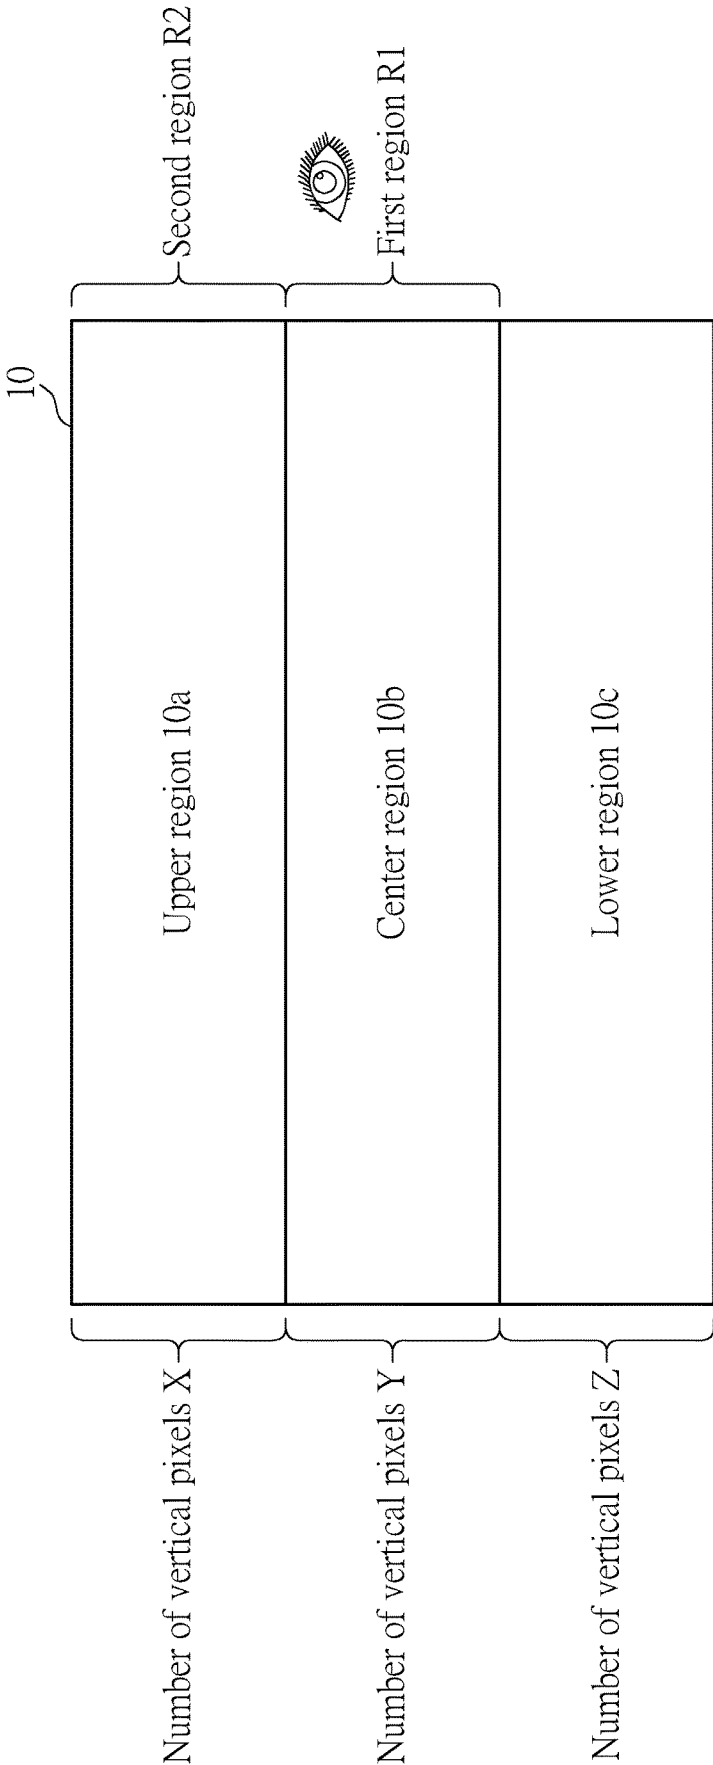 10
Number of vertical pixels X
Upper region 10a
Second region R2
Number of vertical pixels Y
Center region 10b
First region R1
Number of vertical pixels Z
Lower region 10c